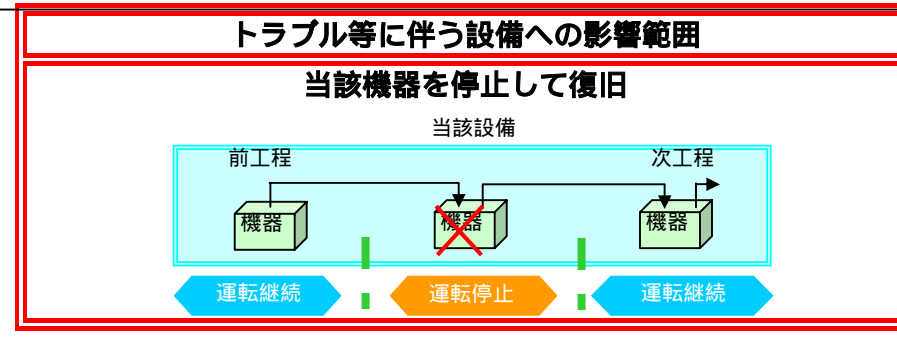 トラブル等に伴う設備への影響範囲
当該機器を停止して復旧
当該設備
前工程
次工程
機器
機器
機器
運転継続
運転停止
運転継続